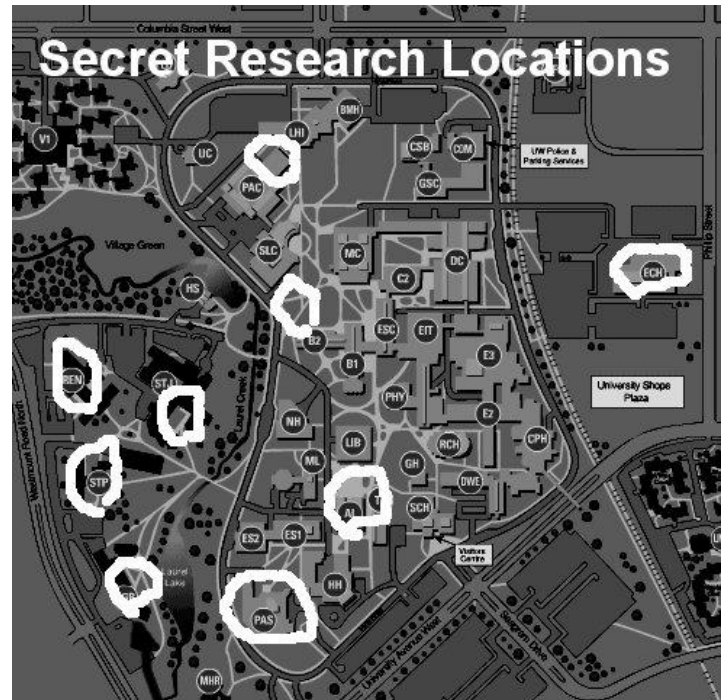 Columbia Street West
Secret Research Locations
BMH
LHI
V1
UC
CSB
COM
UW Police &
Parking Services
PAC
GSC
Phillip Street
Village Green
SLC
MC
DC
ECH
C2
HS
ESC
EIT
B2
E3
REN
STJ
B1
University Shops
Plaza
Laurel Creek
PHY
E2
Westmount Road North
NH
LIB
RCH
CPH
ML
GH
STP
DWE
AL
SCH
ES2
ES1
Visitors
Centre
Laurel
Lake
HH
PAS
University Avenue West
Seagram Drive
MHR